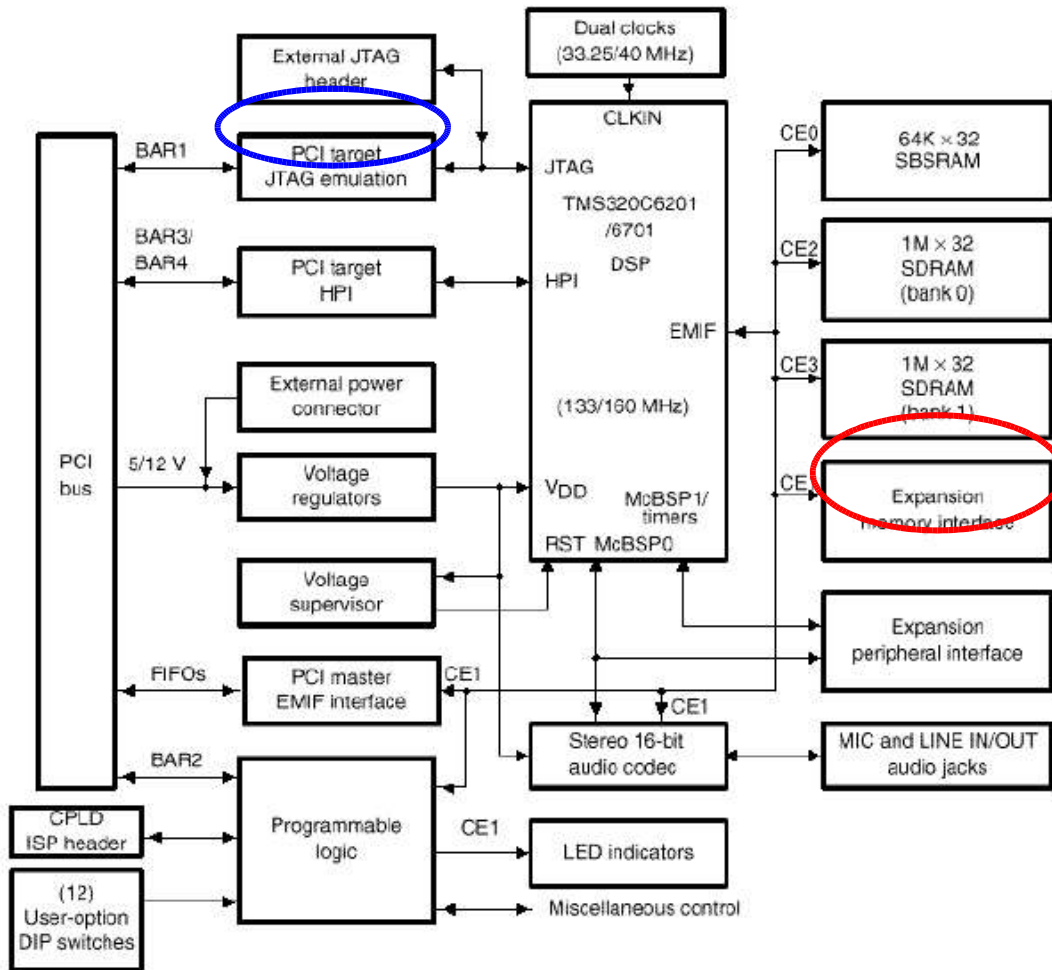 Dual clocks
(33.25/40 MHz)
External JTAG
header
CLKIN
CE0
64K × 32
SBSRAM
BAR1
PCI target
JTAG emulation
JTAG
TMS320C6201
/6701
DSP
BAR3/
BAR4
PCI target
HPI
HPI
CE2
1M × 32
SDRAM
(bank 0)
EMIF
CE3
1M × 32
SDRAM
(bank 1)
External power
connector
(133/160 MHz)
PCI
bus
5/12 V
Voltage
regulators
VDD
McBSP1/
timers
CE
Expansion
memory interface
RST McBSP0
Voltage
supervisor
Expansion
peripheral interface
FIFOs
PCI master
EMIF interface
CE1
CE1
Stereo 16-bit
audio codec
MIC and LINE IN/OUT
audio jacks
BAR2
CPLD
ISP header
Programmable
logic
CE1
LED indicators
(12)
User-option
DIP switches
Miscellaneous control